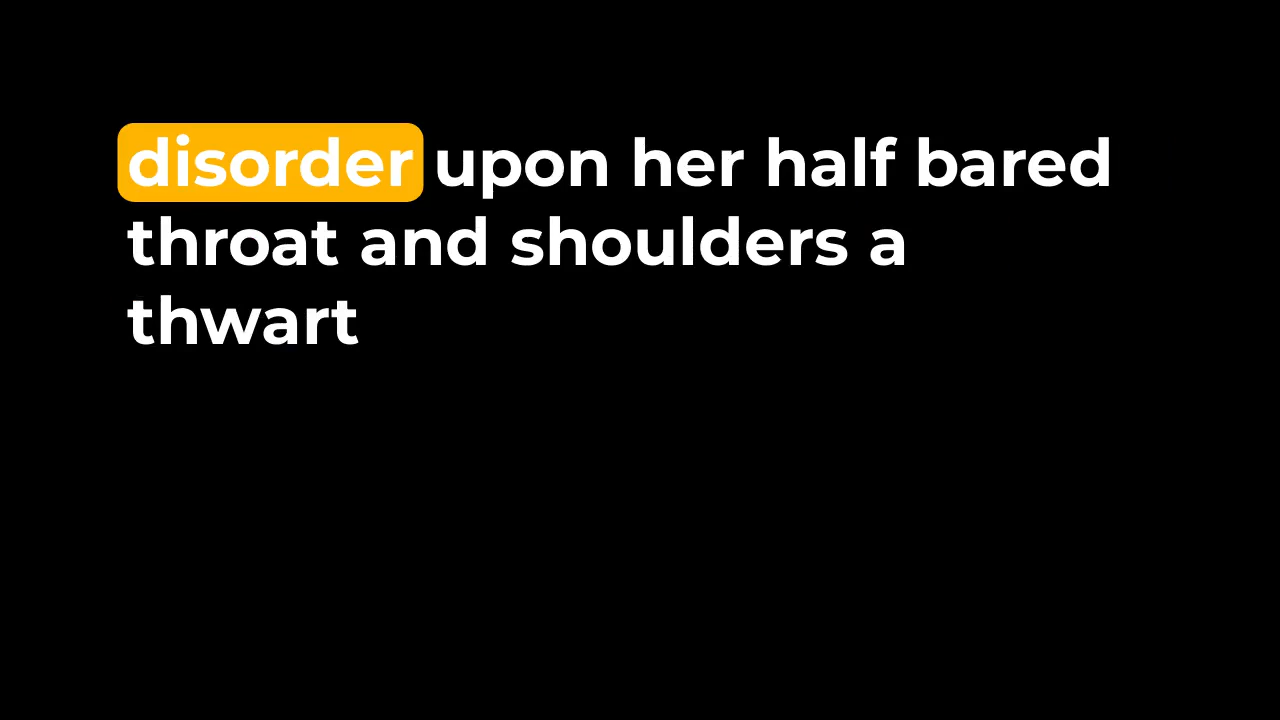 disorder upon her half bared
throat and shoulders a
thwart